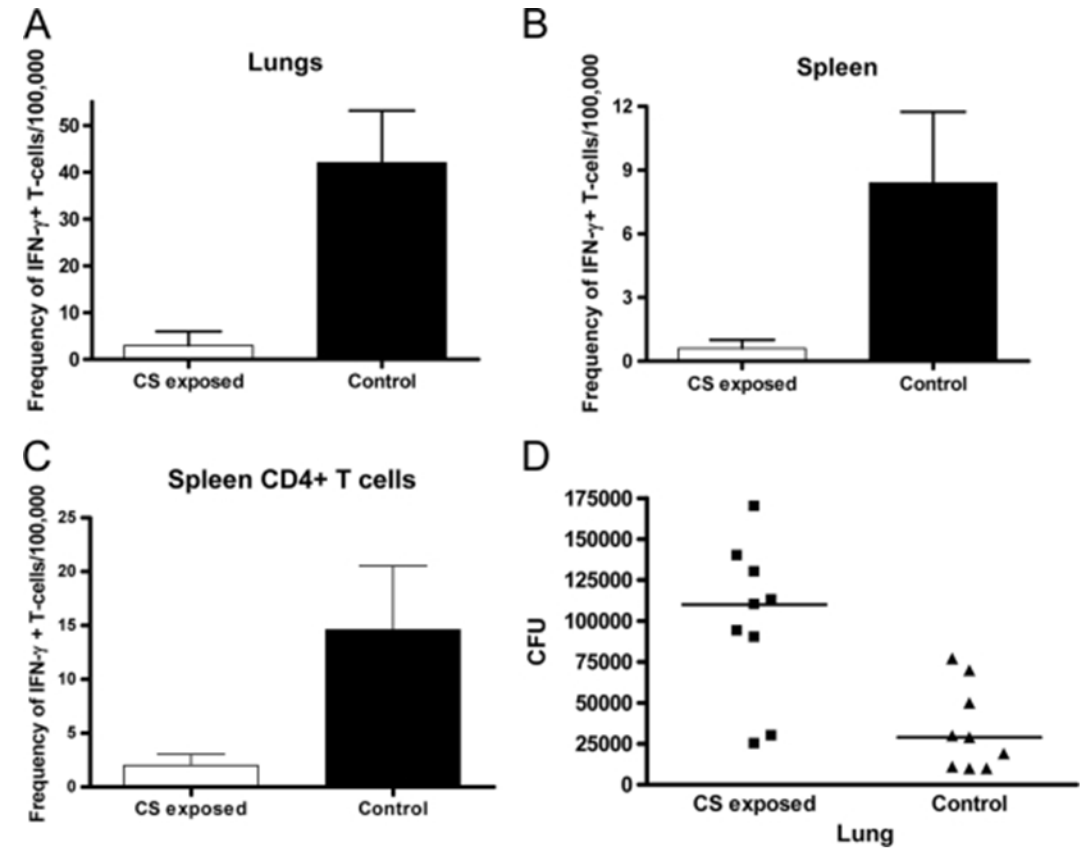 A
Lungs
Frequency of IFN-γ+ T-cells/100,000
50
40
30
20
10
0
CS exposed
Control
B
Spleen
Frequency of IFN-γ+ T-cells/100,000
12
9
6
3
0
CS exposed
Control
C
Spleen CD4+ T cells
Frequency of IFN-γ + T-cells/100,000
25
20
15
10
5
0
CS exposed
Control
D
CFU
175000
150000
125000
100000
75000
50000
25000
0
CS exposed
Control
Lung